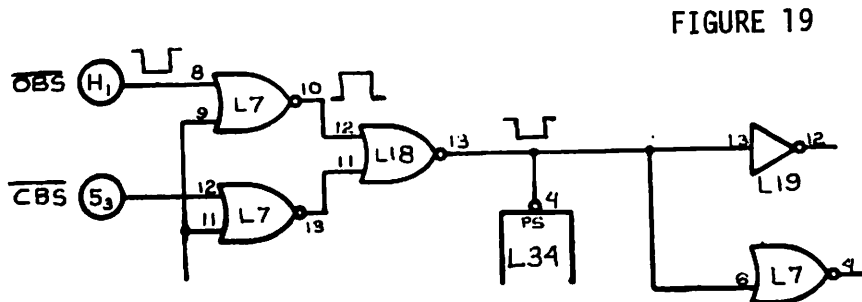 FIGURE 19
OBS H1 8 L7 10
9
12 L18 13
11
CBS 53 12 L7 13
11
4
PS
L34
13 12
L19
6 L7 4